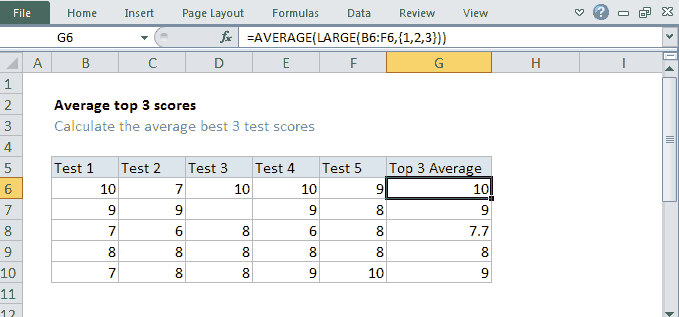 File Home Insert Page Layout Formulas Data Review View
G6 fx =AVERAGE(LARGE(B6:F6,{1,2,3}))
A B C D E F G H I
1
2 Average top 3 scores
3 Calculate the average best 3 test scores
4
5 Test 1 Test 2 Test 3 Test 4 Test 5 Top 3 Average
6 10 7 10 10 9 10
7 9 9 9 8 9
8 7 6 8 6 8 7.7
9 8 8 8 8 8 8
10 7 8 8 9 10 9
11
12